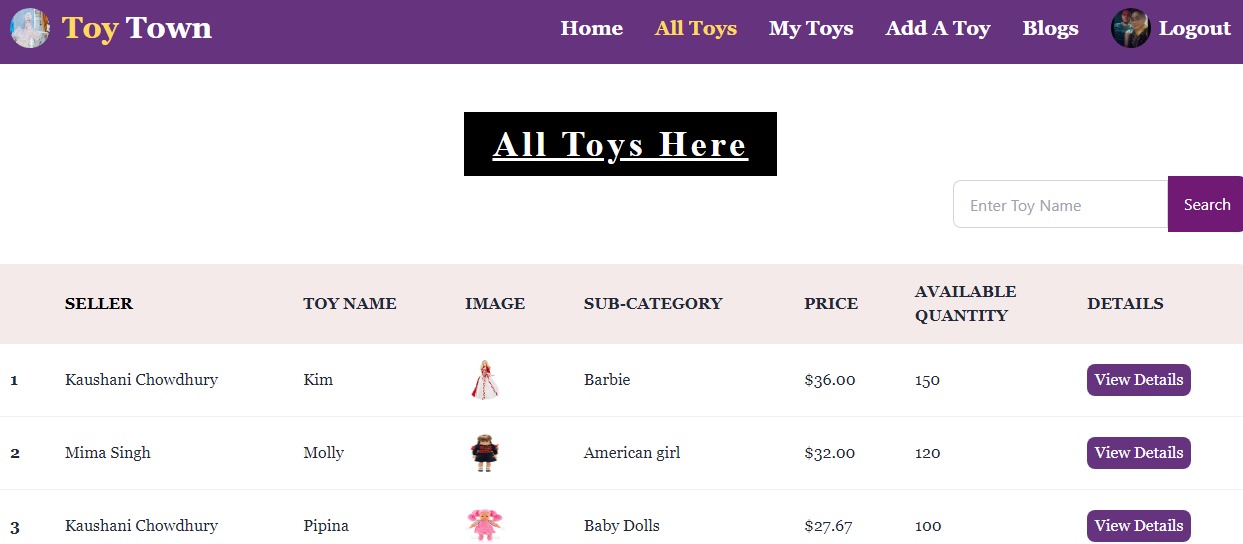 Toy Town Home All Toys My Toys Add A Toy Blogs Logout
All Toys Here
Enter Toy Name Search
SELLER TOY NAME IMAGE SUB-CATEGORY PRICE AVAILABLE QUANTITY DETAILS
1 Kaushani Chowdhury Kim Barbie $36.00 150 View Details
2 Mima Singh Molly American girl $32.00 120 View Details
3 Kaushani Chowdhury Pipina Baby Dolls $27.67 100 View Details